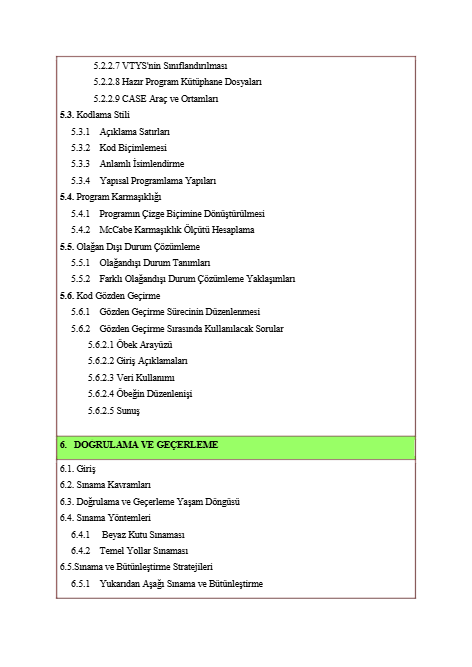 5.2.2.7 VTYS'nin Sınıflandırılması
5.2.2.8 Hazır Program Kütüphane Dosyaları
5.2.2.9 CASE Araç ve Ortamları
5.3. Kodlama Stili
5.3.1 Açıklama Satırları
5.3.2 Kod Biçimlemesi
5.3.3 Anlamlı İsimlendirme
5.3.4 Yapısal Programlama Yapıları
5.4. Program Karmaşıklığı
5.4.1 Programın Çizge Biçimine Dönüştürülmesi
5.4.2 McCabe Karmaşıklık Ölçütü Hesaplama
5.5. Olağan Dışı Durum Çözümleme
5.5.1 Olağandışı Durum Tanımları
5.5.2 Farklı Olağandışı Durum Çözümleme Yaklaşımları
5.6. Kod Gözden Geçirme
5.6.1 Gözden Geçirme Sürecinin Düzenlenmesi
5.6.2 Gözden Geçirme Sırasında Kullanılacak Sorular
5.6.2.1 Öbek Arayüzü
5.6.2.2 Giriş Açıklamaları
5.6.2.3 Veri Kullanımı
5.6.2.4 Öbeğin Düzenlenişi
5.6.2.5 Sunuş
6. DOĞRULAMA VE GEÇERLEME
6.1. Giriş
6.2. Sınama Kavramları
6.3. Doğrulama ve Geçerleme Yaşam Döngüsü
6.4. Sınama Yöntemleri
6.4.1 Beyaz Kutu Sınaması
6.4.2 Temel Yollar Sınaması
6.5.Sınama ve Bütünleştirme Stratejileri
6.5.1 Yukarıdan Aşağı Sınama ve Bütünleştirme